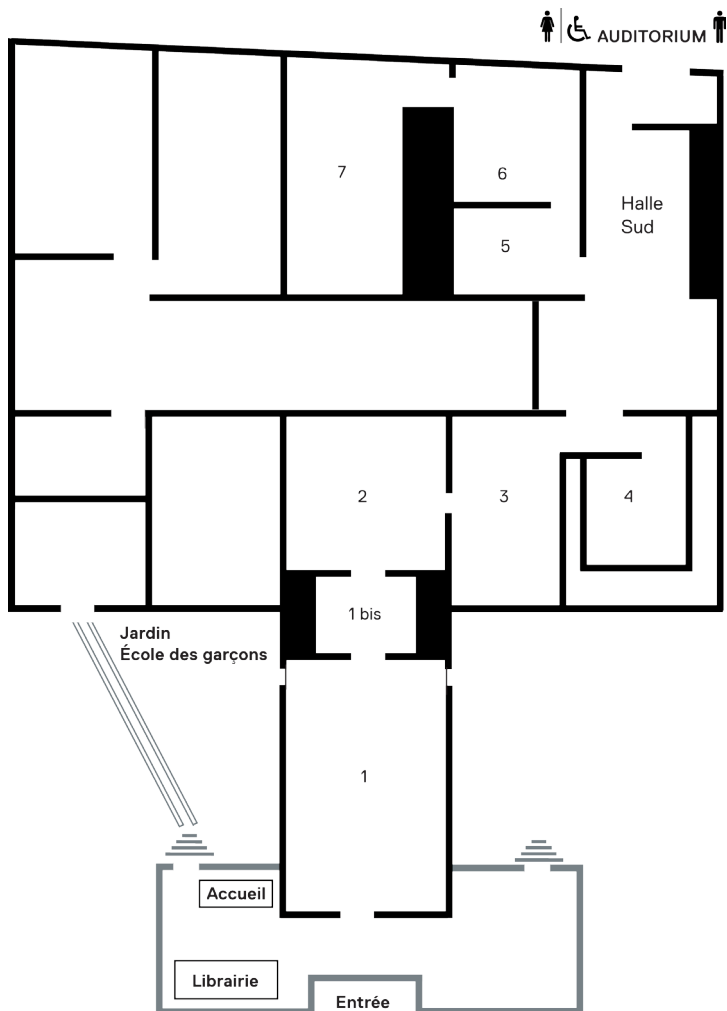 AUDITORIUM
7
6
Halle
Sud
5
2
3
4
1 bis
Jardin
École des garçons
1
Accueil
Librairie
Entrée